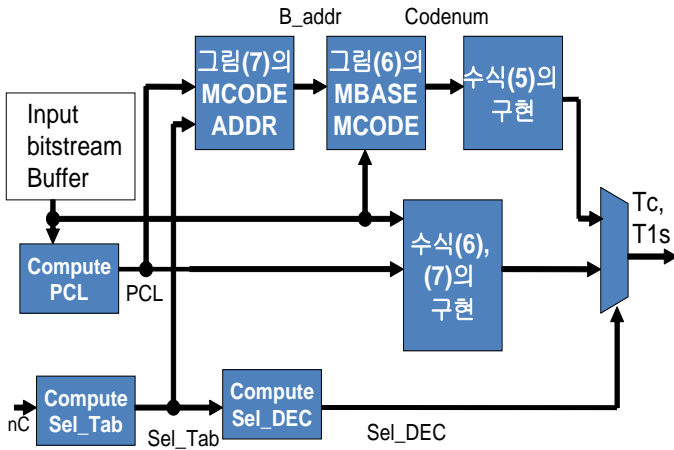 B_addr
Codenum
그림(7)의
MCODE
ADDR
그림(6)의
MBASE
MCODE
수식(5)의
구현
Input
bitstream
Buffer
Tc,
T1s
수식(6),
(7)의
구현
Compute
PCL
PCL
nC
Compute
Sel_Tab
Sel_Tab
Compute
Sel_DEC
Sel_DEC